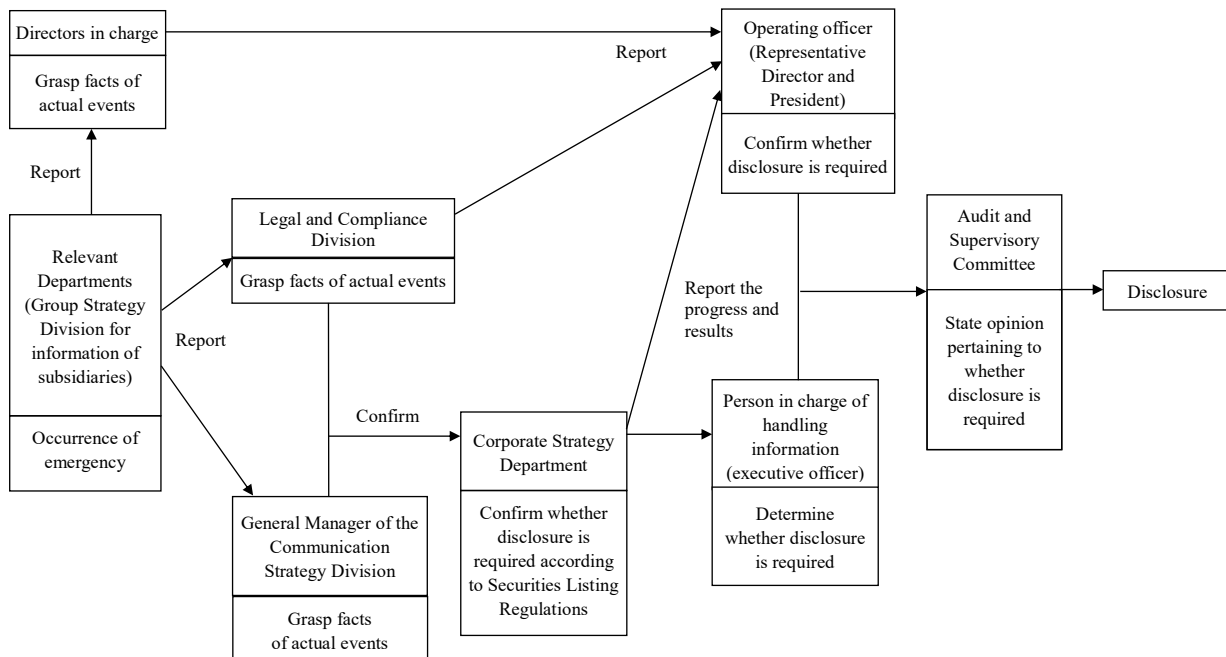 Directors in charge
Grasp facts of
actual events
Report
Relevant
Departments
(Group Strategy
Division for
information of
subsidiaries)
Occurrence of
emergency
Report
Legal and Compliance
Division
Grasp facts of actual events
General Manager of the
Communication
Strategy Division
Grasp facts
of actual events
Confirm
Corporate Strategy
Department
Confirm whether
disclosure is
required according
to Securities Listing
Regulations
Report
Report the
progress and
results
Operating officer
(Representative
Director and
President)
Confirm whether
disclosure is required
Person in charge of
handling
information
(executive officer)
Determine
whether disclosure
is required
Audit and
Supervisory
Committee
State opinion
pertaining to
whether
disclosure is
required
Disclosure